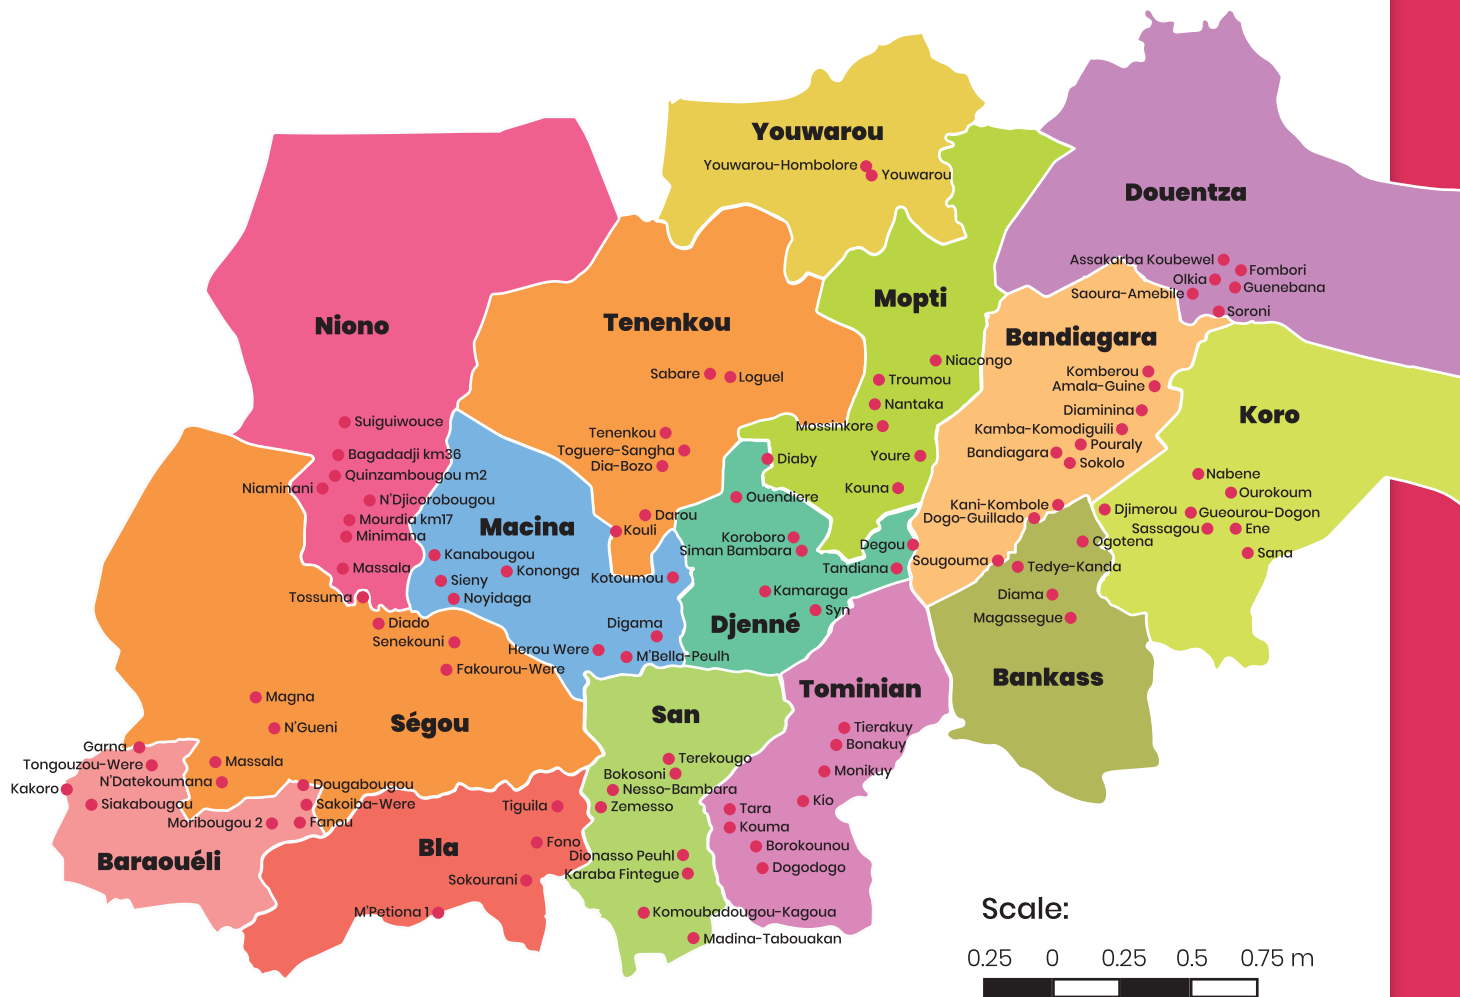 Youwarou
Youwarou-Hombolore
Youwarou
Douentza
Assakarba Koubewel
Fombori
Olkia
Guenebana
Saoura-Amebile
Soroni
Mopti
Niacongo
Troumou
Nantaka
Mossinkore
Youre
Kouna
Bandiagara
Komberou
Amala-Guine
Diaminina
Kamba-Komodiguili
Pouraly
Bandiagara
Sokolo
Kani-Kombole
Dogo-Guillado
Sougouma
Koro
Nabene
Ourokoum
Djimerou
Gueourou-Dogon
Sassagou
Ene
Sana
Niono
Suiguiwouce
Bagadadji km36
Quinzambougou m2
Niaminani
N'Djicorobougou
Mourdia km17
Minimana
Massala
Tossuma
Tenenkou
Sabare
Loguel
Tenenkou
Toguere-Sangha
Dia-Bozo
Darou
Kouli
Macina
Kanabougou
Kononga
Sieny
Noyidaga
Kotoumou
Digama
Herou Were
M'Bella-Peulh
Djenné
Diaby
Ouendiere
Koroboro
Siman Bambara
Degou
Tandiana
Kamaraga
Syn
Bankass
Ogotena
Tedye-Kanda
Diama
Magassegue
Ségou
Diado
Senekouni
Fakourou-Were
Magna
N'Gueni
Massala
N'Datekoumana
Dougabougou
Sakoiba-Were
Baraouéli
Garna
Tongouzou-Were
Kakoro
Siakabougou
Moribougou 2
Fanou
Bla
Tiguila
Fono
Sokourani
M'Petiona 1
San
Terekougo
Bokosoni
Nesso-Bambara
Zemesso
Dionasso Peuhl
Karaba Fintegue
Komoubadougou-Kagoua
Madina-Tabouakan
Tominian
Tierakuy
Bonakuy
Monikuy
Kio
Tara
Kouma
Borokounou
Dogodogo
Scale:
0.25 0 0.25 0.5 0.75 m